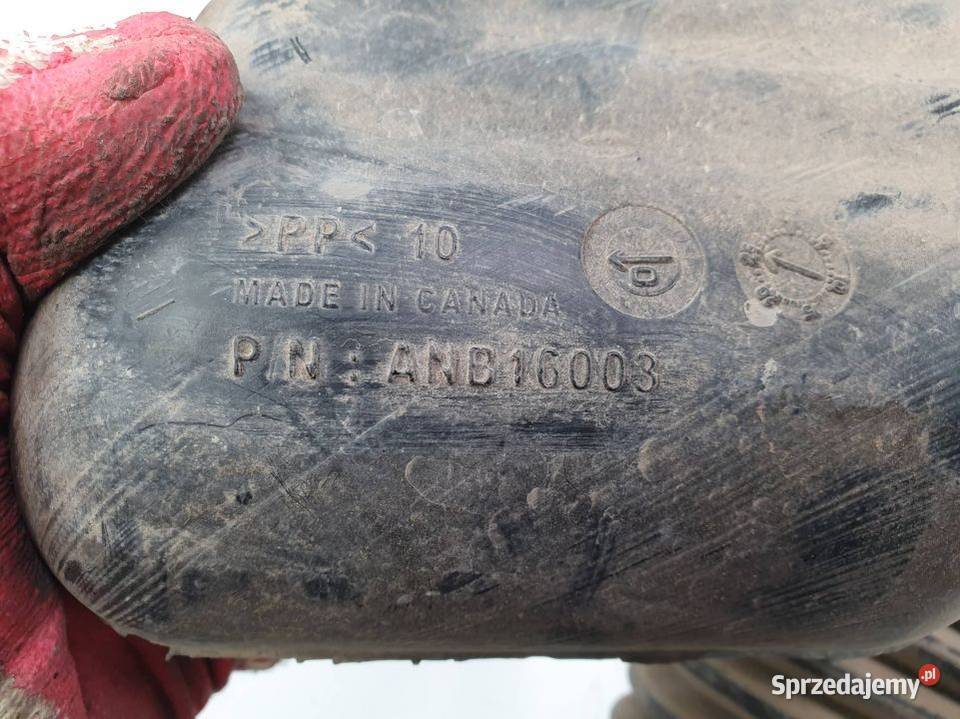 >PP< 10
MADE IN CANADA
P/N : ANB16003
Sprzedajemy.pl